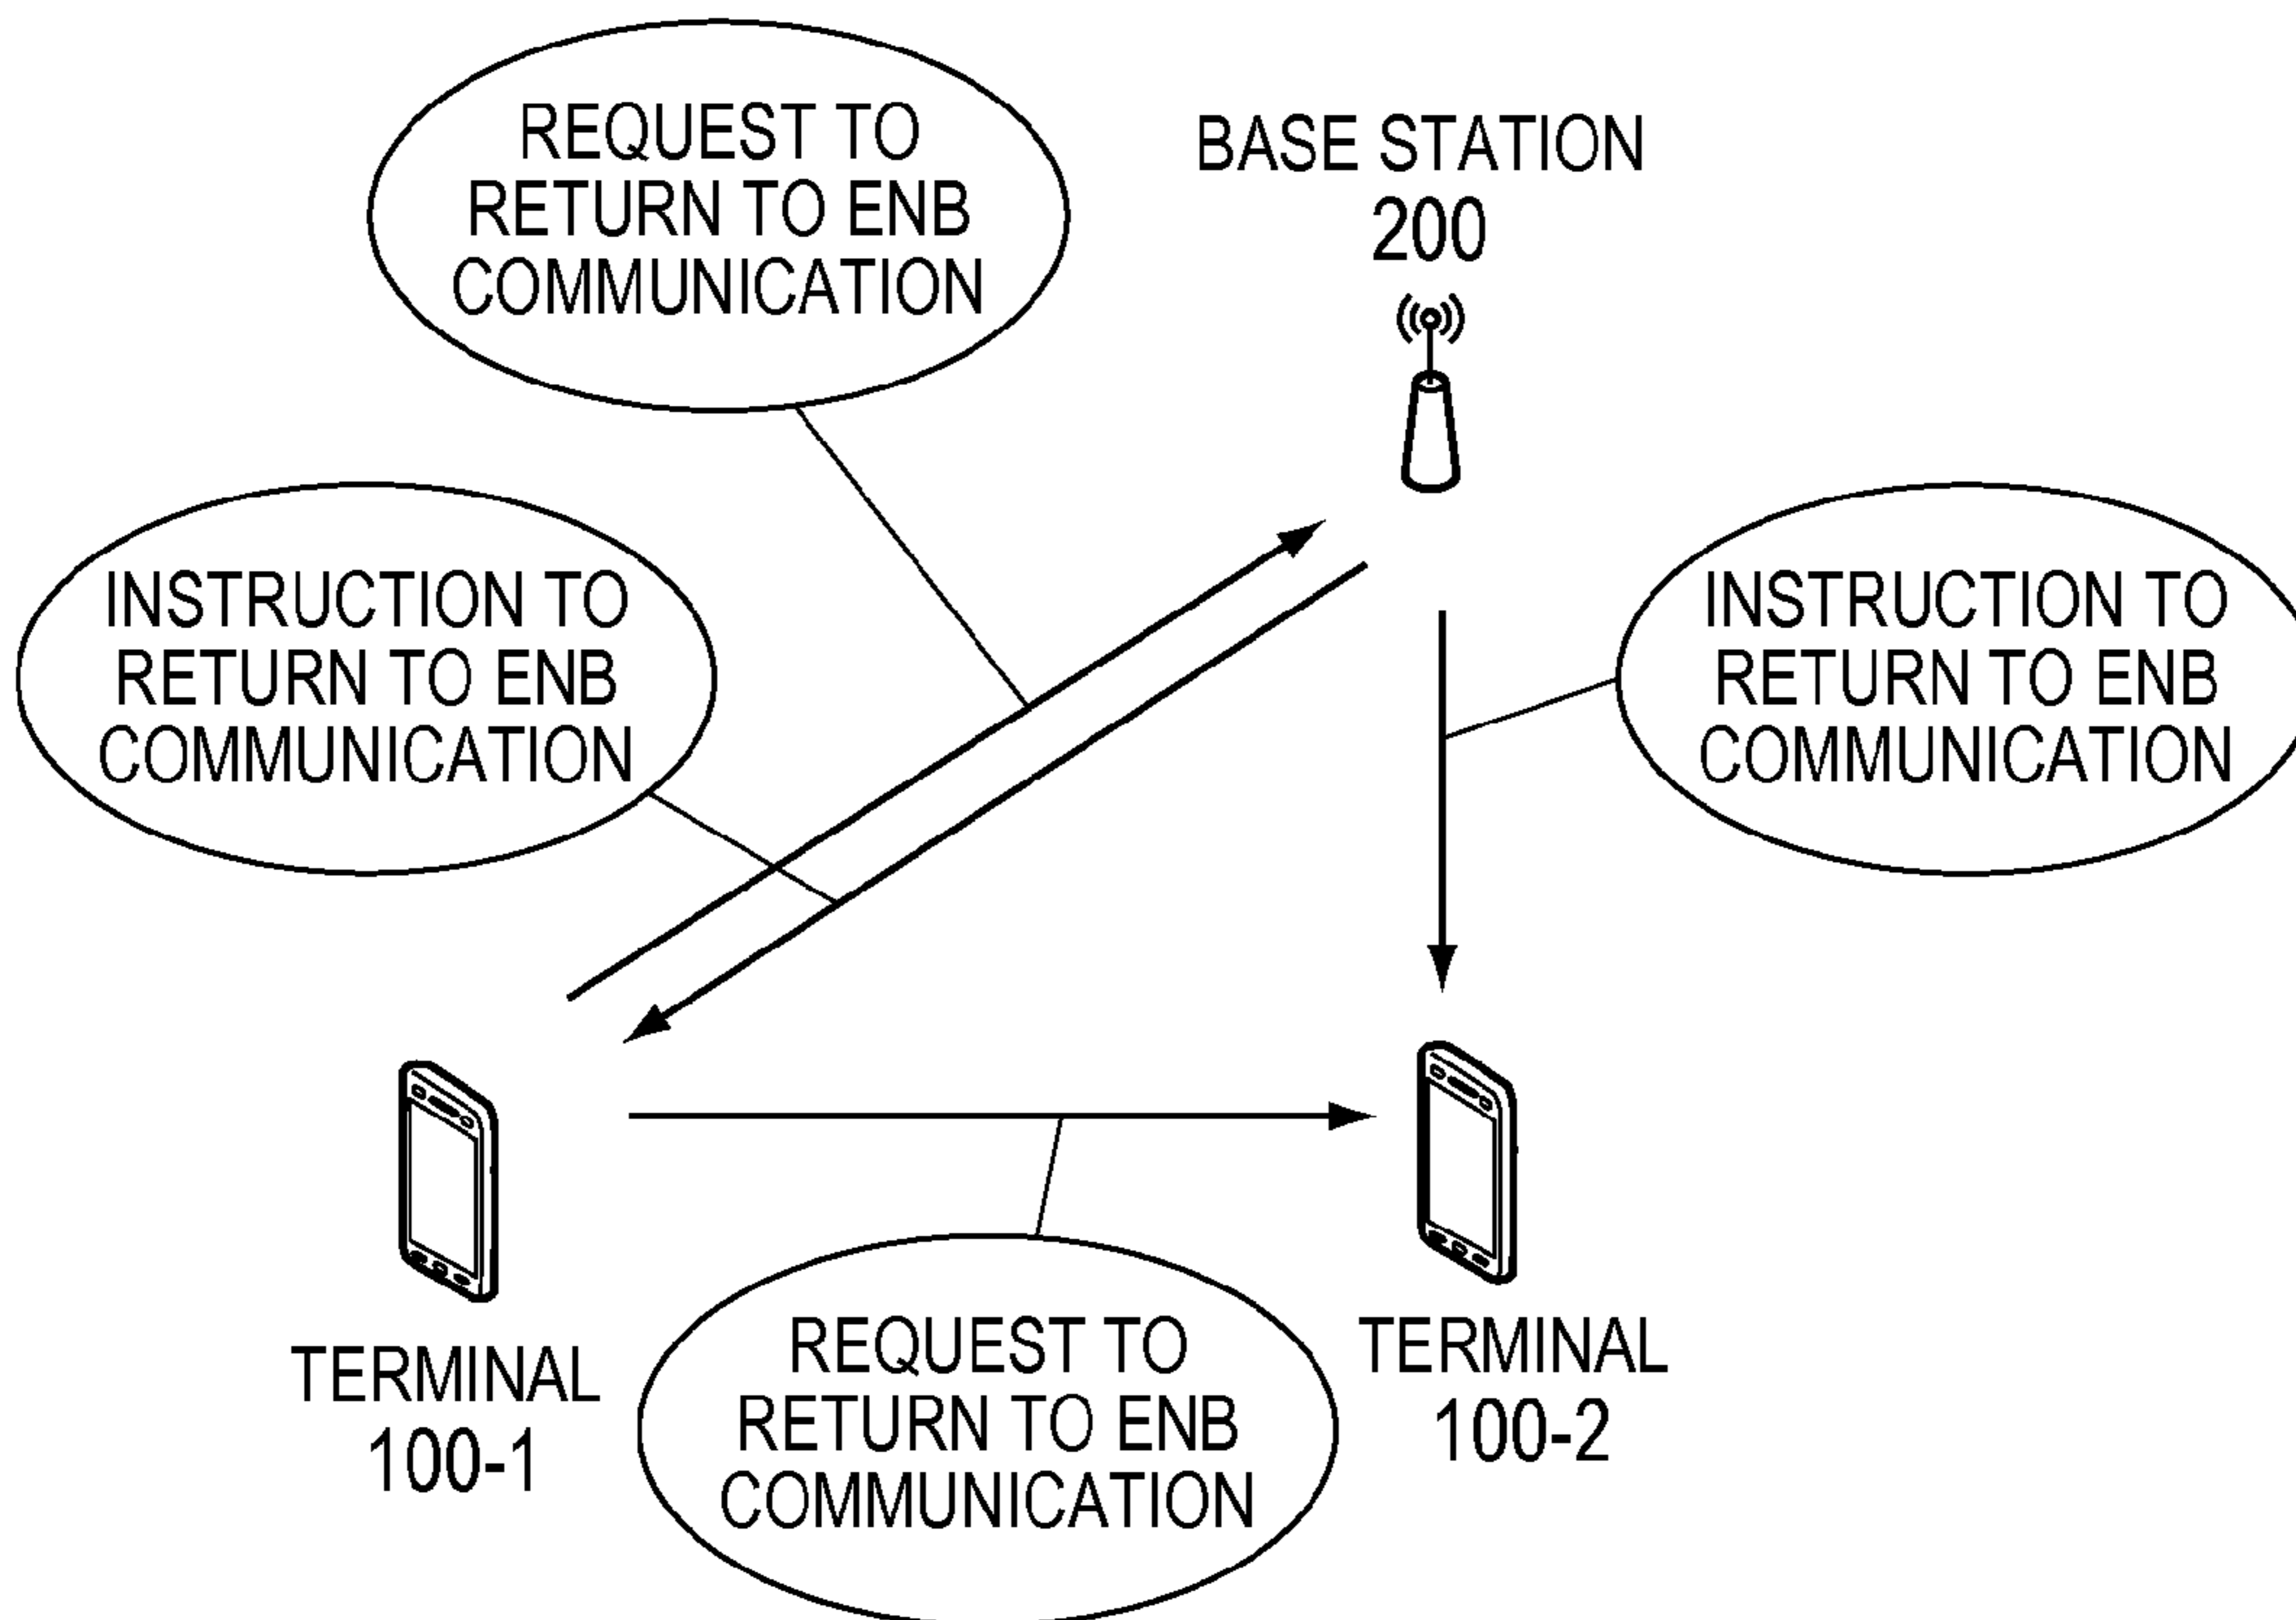 REQUEST TO
RETURN TO ENB
COMMUNICATION
BASE STATION
200
INSTRUCTION TO
RETURN TO ENB
COMMUNICATION
INSTRUCTION TO
RETURN TO ENB
COMMUNICATION
TERMINAL
100-1
REQUEST TO
RETURN TO ENB
COMMUNICATION
TERMINAL
100-2